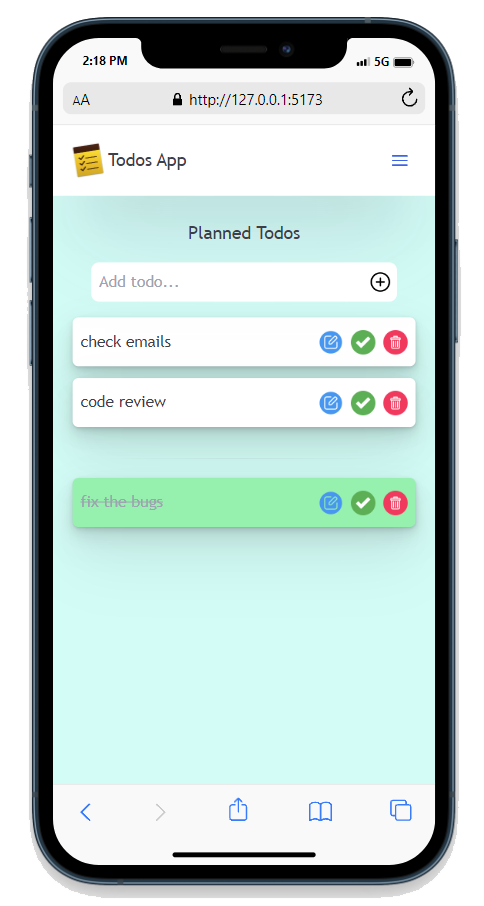 2:18 PM
5G
AA
http://127.0.0.1:5173
Todos App
Planned Todos
Add todo...
check emails
code review
fix the bugs